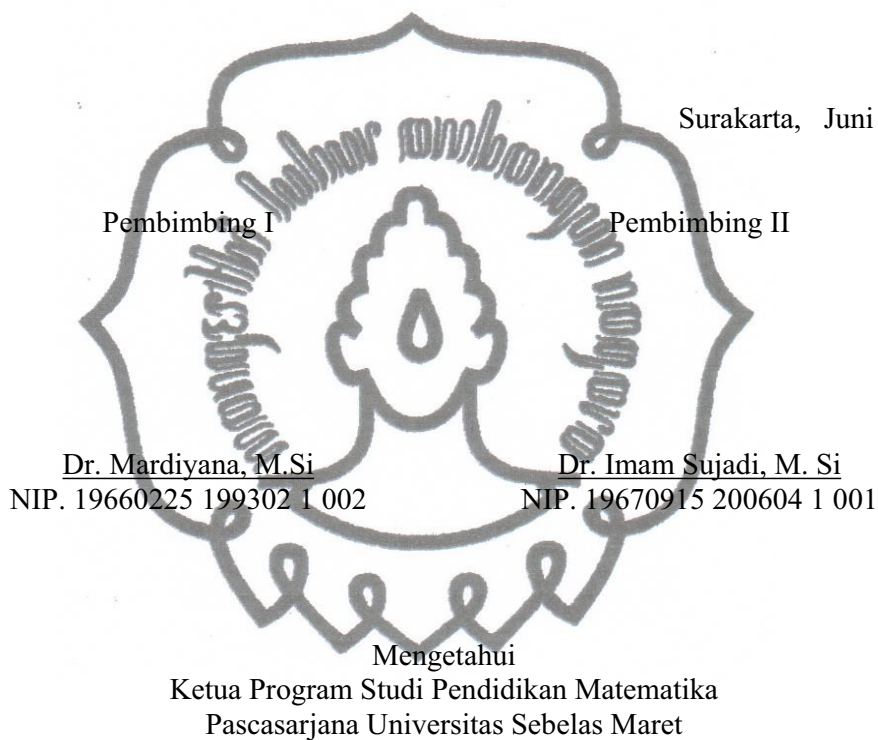 Surakarta, Juni
Pembimbing I Pembimbing II
Dr. Mardiyana, M.Si Dr. Imam Sujadi, M. Si
NIP. 19660225 199302 1 002 NIP. 19670915 200604 1 001
Mengetahui
Ketua Program Studi Pendidikan Matematika
Pascasarjana Universitas Sebelas Maret